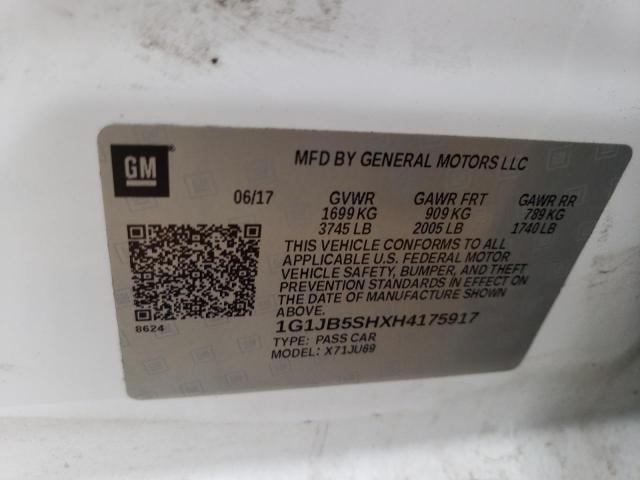 GM
MFD BY GENERAL MOTORS LLC
06/17 GVWR GAWR FRT GAWR RR
1699 KG 909 KG 789 KG
3745 LB 2005 LB 1740 LB
THIS VEHICLE CONFORMS TO ALL
APPLICABLE U.S. FEDERAL MOTOR
VEHICLE SAFETY, BUMPER, AND THEFT
PREVENTION STANDARDS IN EFFECT ON
THE DATE OF MANUFACTURE SHOWN
ABOVE.
8624
1G1JB5SHXH4175917
TYPE: PASS CAR
MODEL: X71JU69